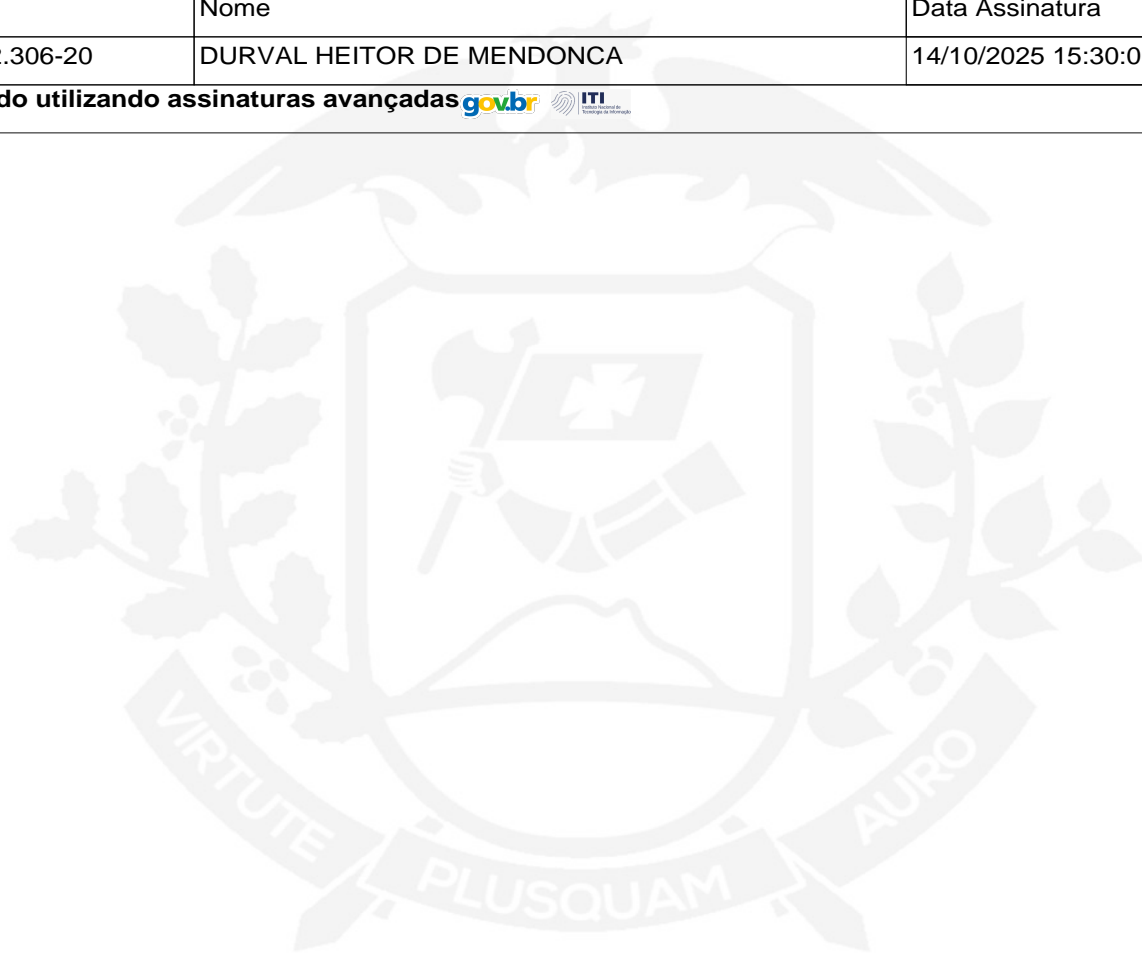 Nome Data Assinatura
2.306-20 DURVAL HEITOR DE MENDONCA 14/10/2025 15:30:0
do utilizando assinaturas avançadas gov.br ITI
VIRTUTE PLUSQUAM AURO